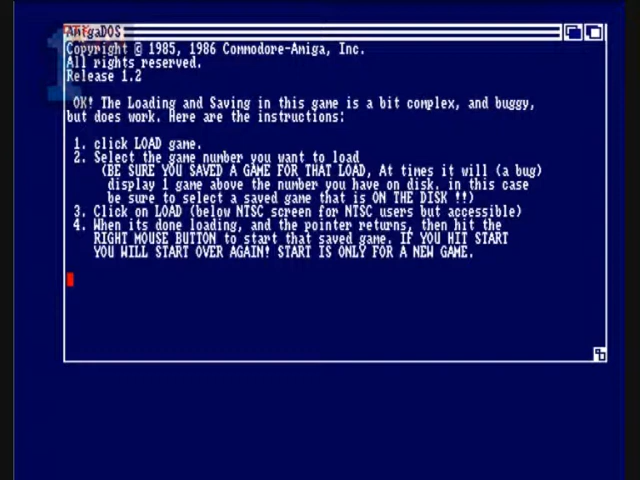 AmigaDOS
Copyright © 1985, 1986 Commodore-Amiga, Inc.
All rights reserved.
Release 1.2
OK! The Loading and Saving in this game is a bit complex, and buggy,
but does work. Here are the instructions:
1. click LOAD game.
2. Select the game number you want to load
(BE SURE YOU SAVED A GAME FOR THAT LOAD, At times it will (a bug)
display 1 game above the number you have on disk, in this case
be sure to select a saved game that is ON THE DISK !!)
3. Click on LOAD (below NTSC screen for NTSC users but accessible)
4. When its done loading, and the pointer returns, then hit the
RIGHT MOUSE BUTTON to start that saved game. IF YOU HIT START
YOU WILL START OVER AGAIN! START IS ONLY FOR A NEW GAME.